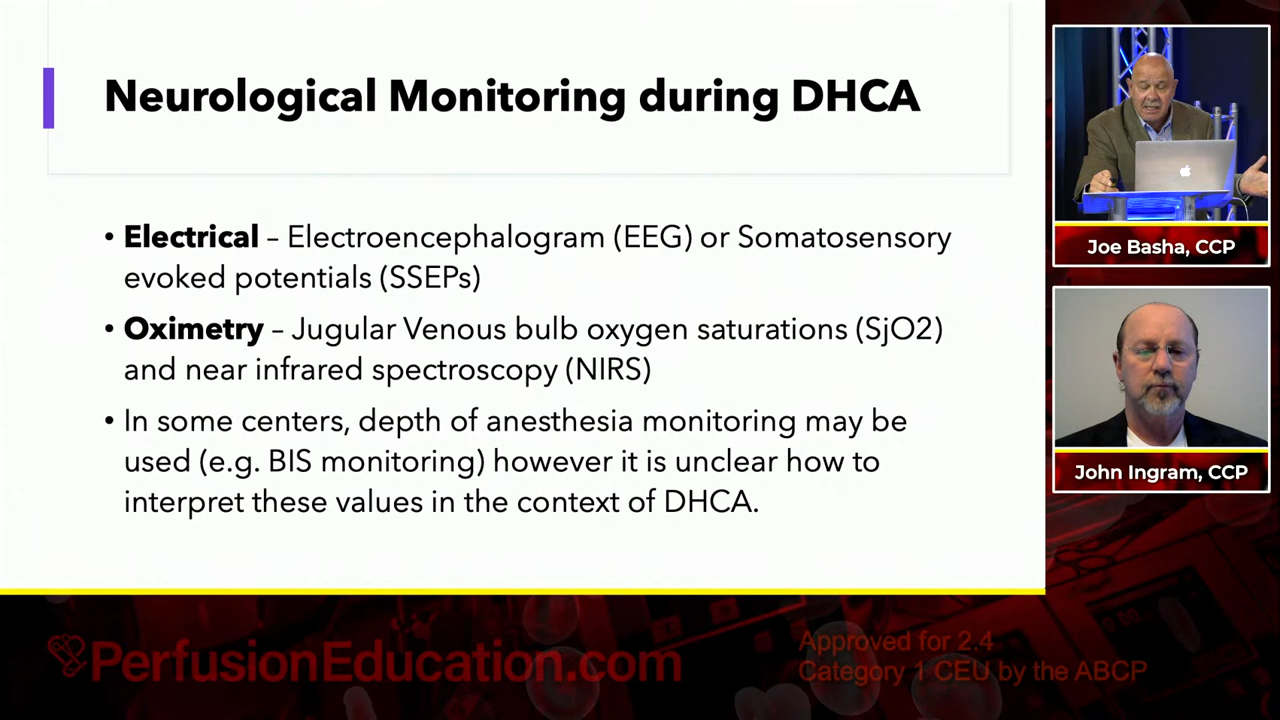 Neurological Monitoring during DHCA
• Electrical – Electroencephalogram (EEG) or Somatosensory
evoked potentials (SSEPs)
• Oximetry – Jugular Venous bulb oxygen saturations (SjO2)
and near infrared spectroscopy (NIRS)
• In some centers, depth of anesthesia monitoring may be
used (e.g. BIS monitoring) however it is unclear how to
interpret these values in the context of DHCA.
Joe Basha, CCP
John Ingram, CCP
PerfusionEducation.com
Approved for 2.4
Category 1 CEU by the ABCP